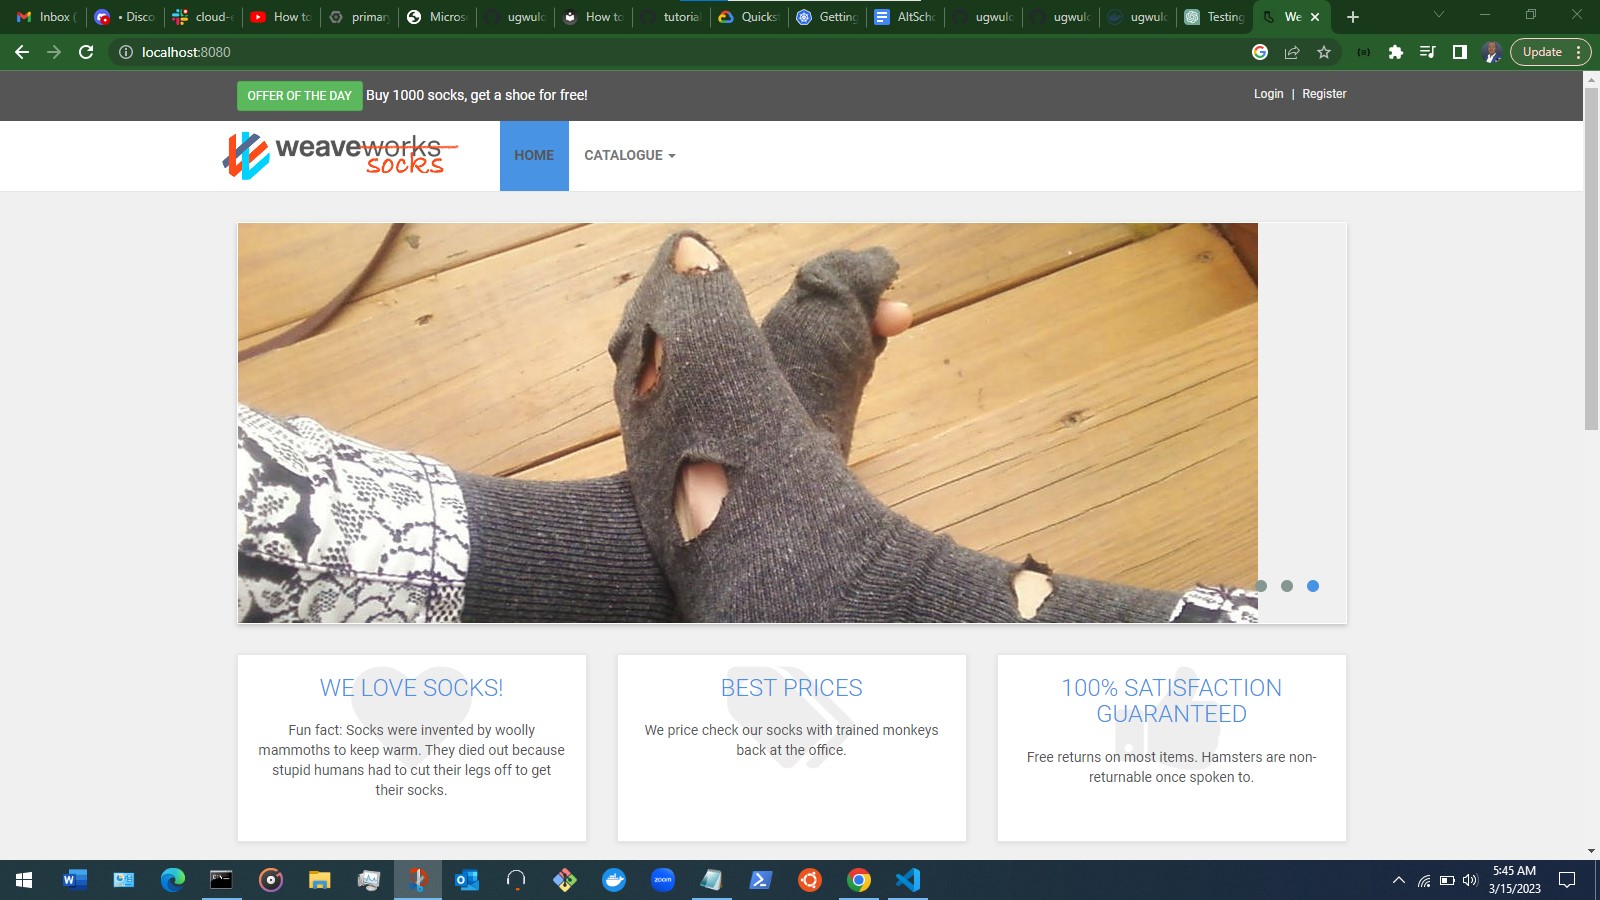 Inbox (
• Disco
cloud-e
How to
primary
Micros
ugwulo
How to
tutorial
Quicks
Getting
AltScho
ugwulo
ugwulo
ugwulo
Testing
We
localhost:8080
Update
OFFER OF THE DAY Buy 1000 socks, get a shoe for free!
Login | Register
weaveworks
socks
HOME
CATALOGUE
WE LOVE SOCKS!
Fun fact: Socks were invented by woolly
mammoths to keep warm. They died out because
stupid humans had to cut their legs off to get
their socks.
BEST PRICES
We price check our socks with trained monkeys
back at the office.
100% SATISFACTION
GUARANTEED
Free returns on most items. Hamsters are non-
returnable once spoken to.
zoom
5:45 AM
3/15/2023